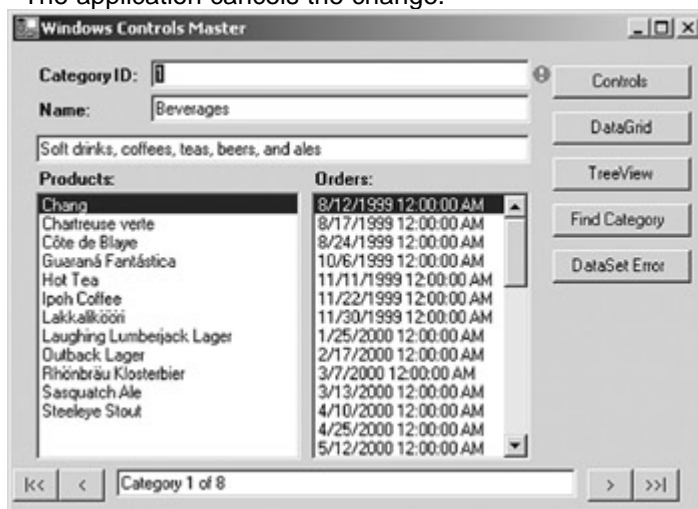 The application cancels the change.
Windows Controls Master
Category ID: 1
Name: Beverages
Soft drinks, coffees, teas, beers, and ales
Products:
Chang
Chartreuse verte
Côte de Blaye
Guaraná Fantástica
Hot Tea
Ipoh Coffee
Lakkalikööri
Laughing Lumberjack Lager
Outback Lager
Rhönbräu Klosterbier
Sasquatch Ale
Steeleye Stout
Orders:
8/12/1999 12:00:00 AM
8/17/1999 12:00:00 AM
8/24/1999 12:00:00 AM
10/6/1999 12:00:00 AM
11/11/1999 12:00:00 AM
11/22/1999 12:00:00 AM
11/30/1999 12:00:00 AM
1/25/2000 12:00:00 AM
2/17/2000 12:00:00 AM
3/7/2000 12:00:00 AM
3/13/2000 12:00:00 AM
4/10/2000 12:00:00 AM
4/25/2000 12:00:00 AM
5/12/2000 12:00:00 AM
Controls
DataGrid
TreeView
Find Category
DataSet Error
|<< < Category 1 of 8 > >>|